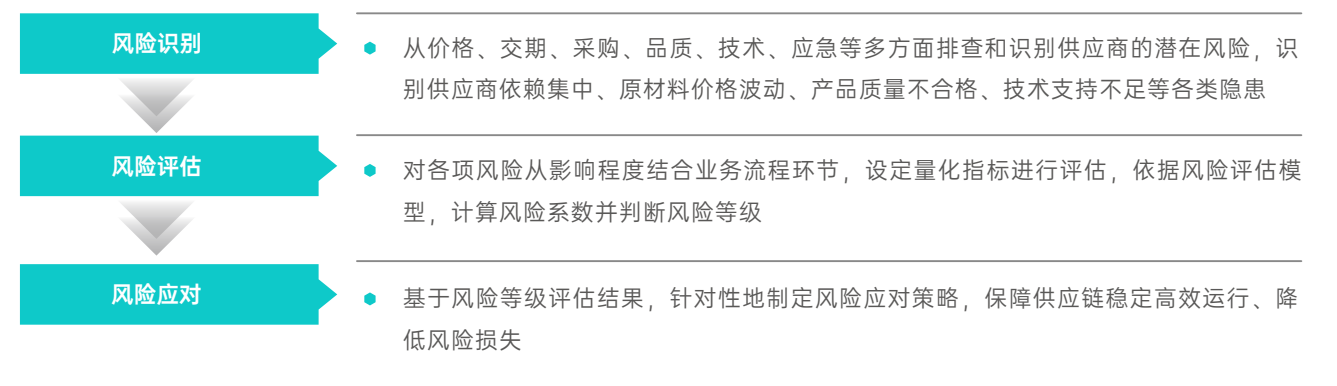 风险识别
从价格、交期、采购、品质、技术、应急等多方面排查和识别供应商的潜在风险，识
别供应商依赖集中、原材料价格波动、产品质量不合格、技术支持不足等各类隐患
风险评估
对各项风险从影响程度结合业务流程环节，设定量化指标进行评估，依据风险评估模
型，计算风险系数并判断风险等级
风险应对
基于风险等级评估结果，针对性地制定风险应对策略，保障供应链稳定高效运行、降
低风险损失